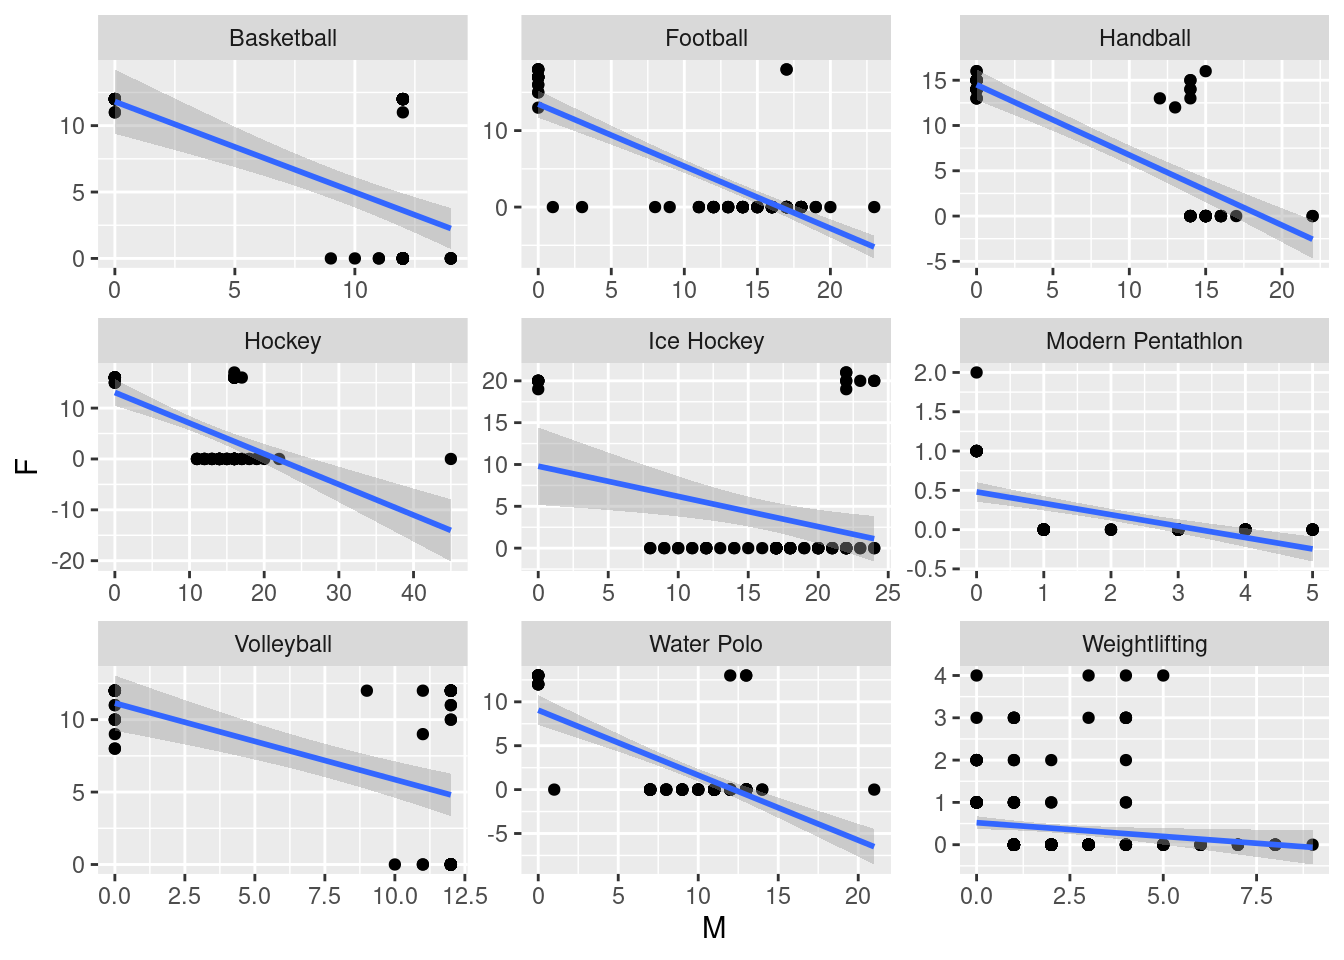 Basketball
Football
Handball
10
5
0
0 5 10
10
0
0 5 10 15 20
15
10
5
0
-5
0 5 10 15 20
Hockey
Ice Hockey
Modern Pentathlon
10
0
-10
-20
0 20 40
20
15
10
5
0
0 5 10 15 20 25
2.0
1.5
1.0
0.5
0.0
-0.5
0 1 2 3 4 5
Volleyball
Water Polo
Weightlifting
10
5
0
0.0 2.5 5.0 7.5 10.0 12.5
10
5
0
-5
0 5 10 15 20
4
3
2
1
0
0.0 2.5 5.0 7.5
F
M